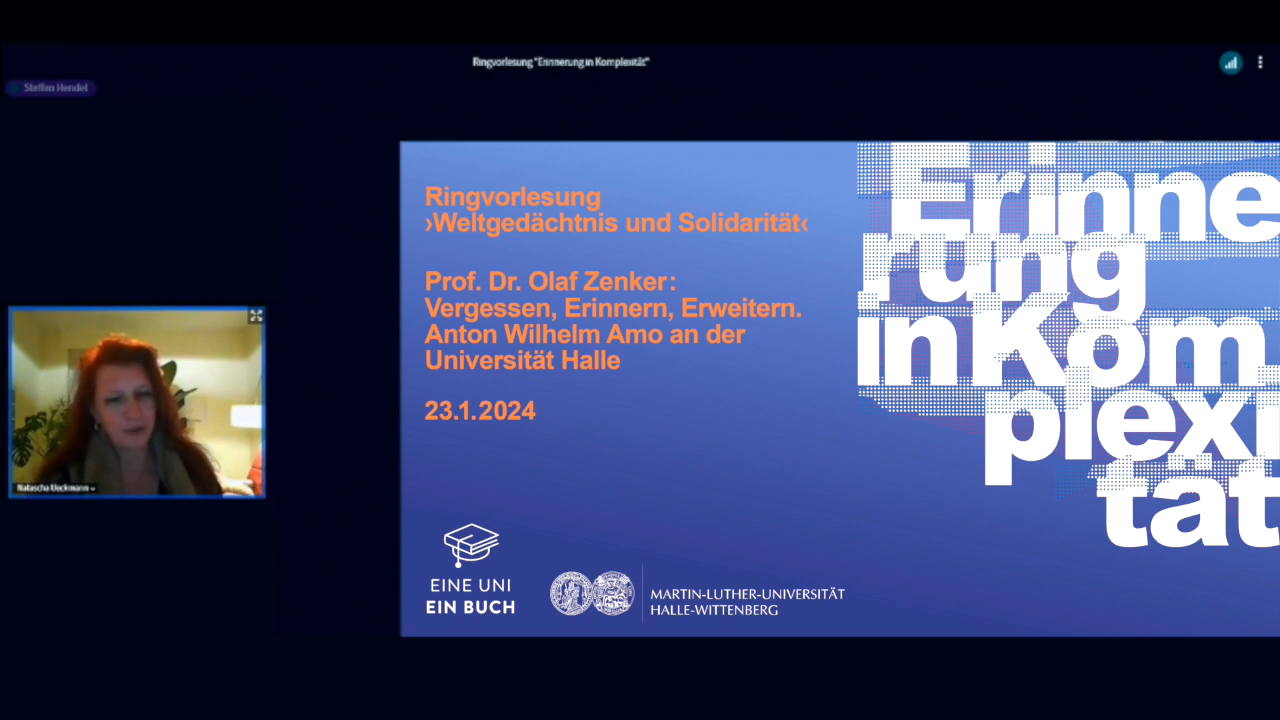 Ringvorlesung "Erinnerung in Komplexität"
Steffen Hendel
Ringvorlesung
›Weltgedächtnis und Solidarität‹
Prof. Dr. Olaf Zenker:
Vergessen, Erinnern, Erweitern.
Anton Wilhelm Amo an der
Universität Halle
23.1.2024
Erinne
rung
in Kom
plexi
tät
Natascha Ueckmann
EINE UNI
EIN BUCH
MARTIN-LUTHER-UNIVERSITÄT
HALLE-WITTENBERG